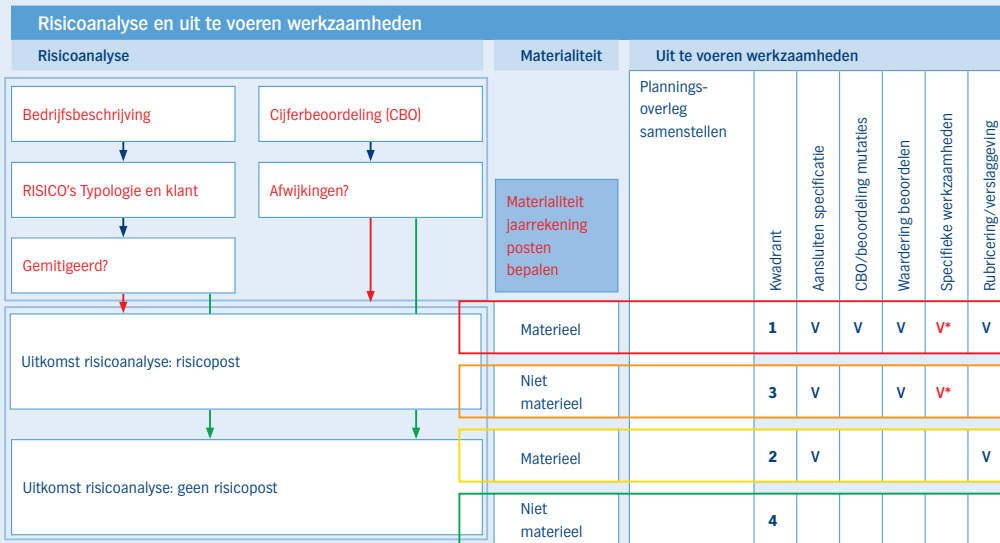 Risicoanalyse en uit te voeren werkzaamheden
Risicoanalyse
Materialiteit
Uit te voeren werkzaamheden
Bedrijfsbeschrijving
Cijferbeoordeling (CBO)
RISICO's Typologie en klant
Afwijkingen?
Gemitigeerd?
Materialiteit
jaarrekening
posten
bepalen
Plannings-
overleg
samenstellen
Kwadrant
Aansluiten specificatie
CBO/beoordeling mutaties
Waardering beoordelen
Specifieke werkzaamheden
Rubricering/verslaggeving
Uitkomst risicoanalyse: risicopost
Materieel
1 V V V V* V
Niet
materieel
3 V V V*
Uitkomst risicoanalyse: geen risicopost
Materieel
2 V V
Niet
materieel
4